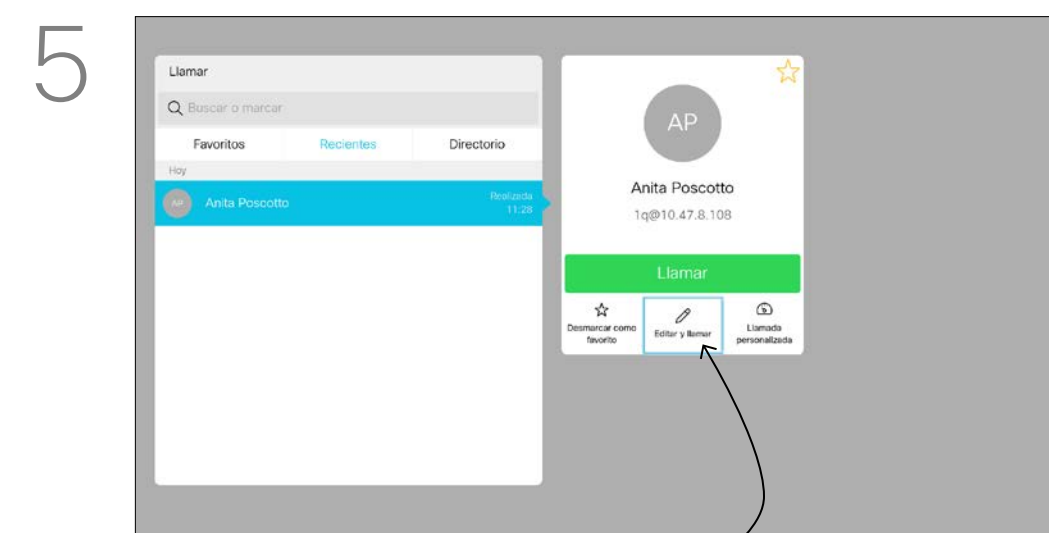 5
Llamar
Buscar o marcar
Favoritos Recientes Directorio
Hoy
AP Anita Poscotto Realizada
11:28
AP
Anita Poscotto
1q@10.47.8.108
Llamar
Desmarcar como
favorito
Editar y llamar
Llamada
personalizada